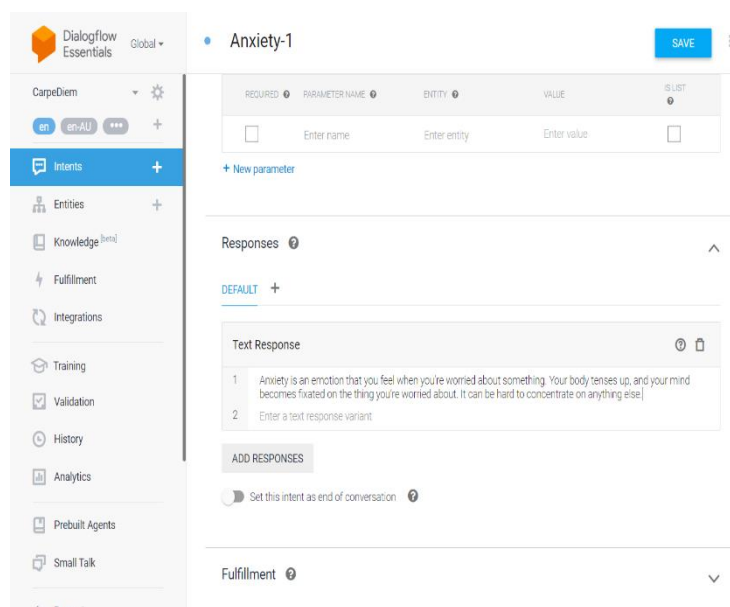 Dialogflow
Essentials
Global
Anxiety-1
SAVE
CarpeDiem
en
en-AU
REQUIRED
PARAMETER NAME
ENTITY
VALUE
IS LIST
Enter name
Enter entity
Enter value
+ New parameter
Intents
Entities
Knowledge [beta]
Fulfillment
Integrations
Training
Validation
History
Analytics
Prebuilt Agents
Small Talk
Responses
DEFAULT
Text Response
1 Anxiety is an emotion that you feel when you're worried about something. Your body tenses up, and your mind
becomes fixated on the thing you're worried about. It can be hard to concentrate on anything else.
2 Enter a text response variant
ADD RESPONSES
Set this intent as end of conversation
Fulfillment